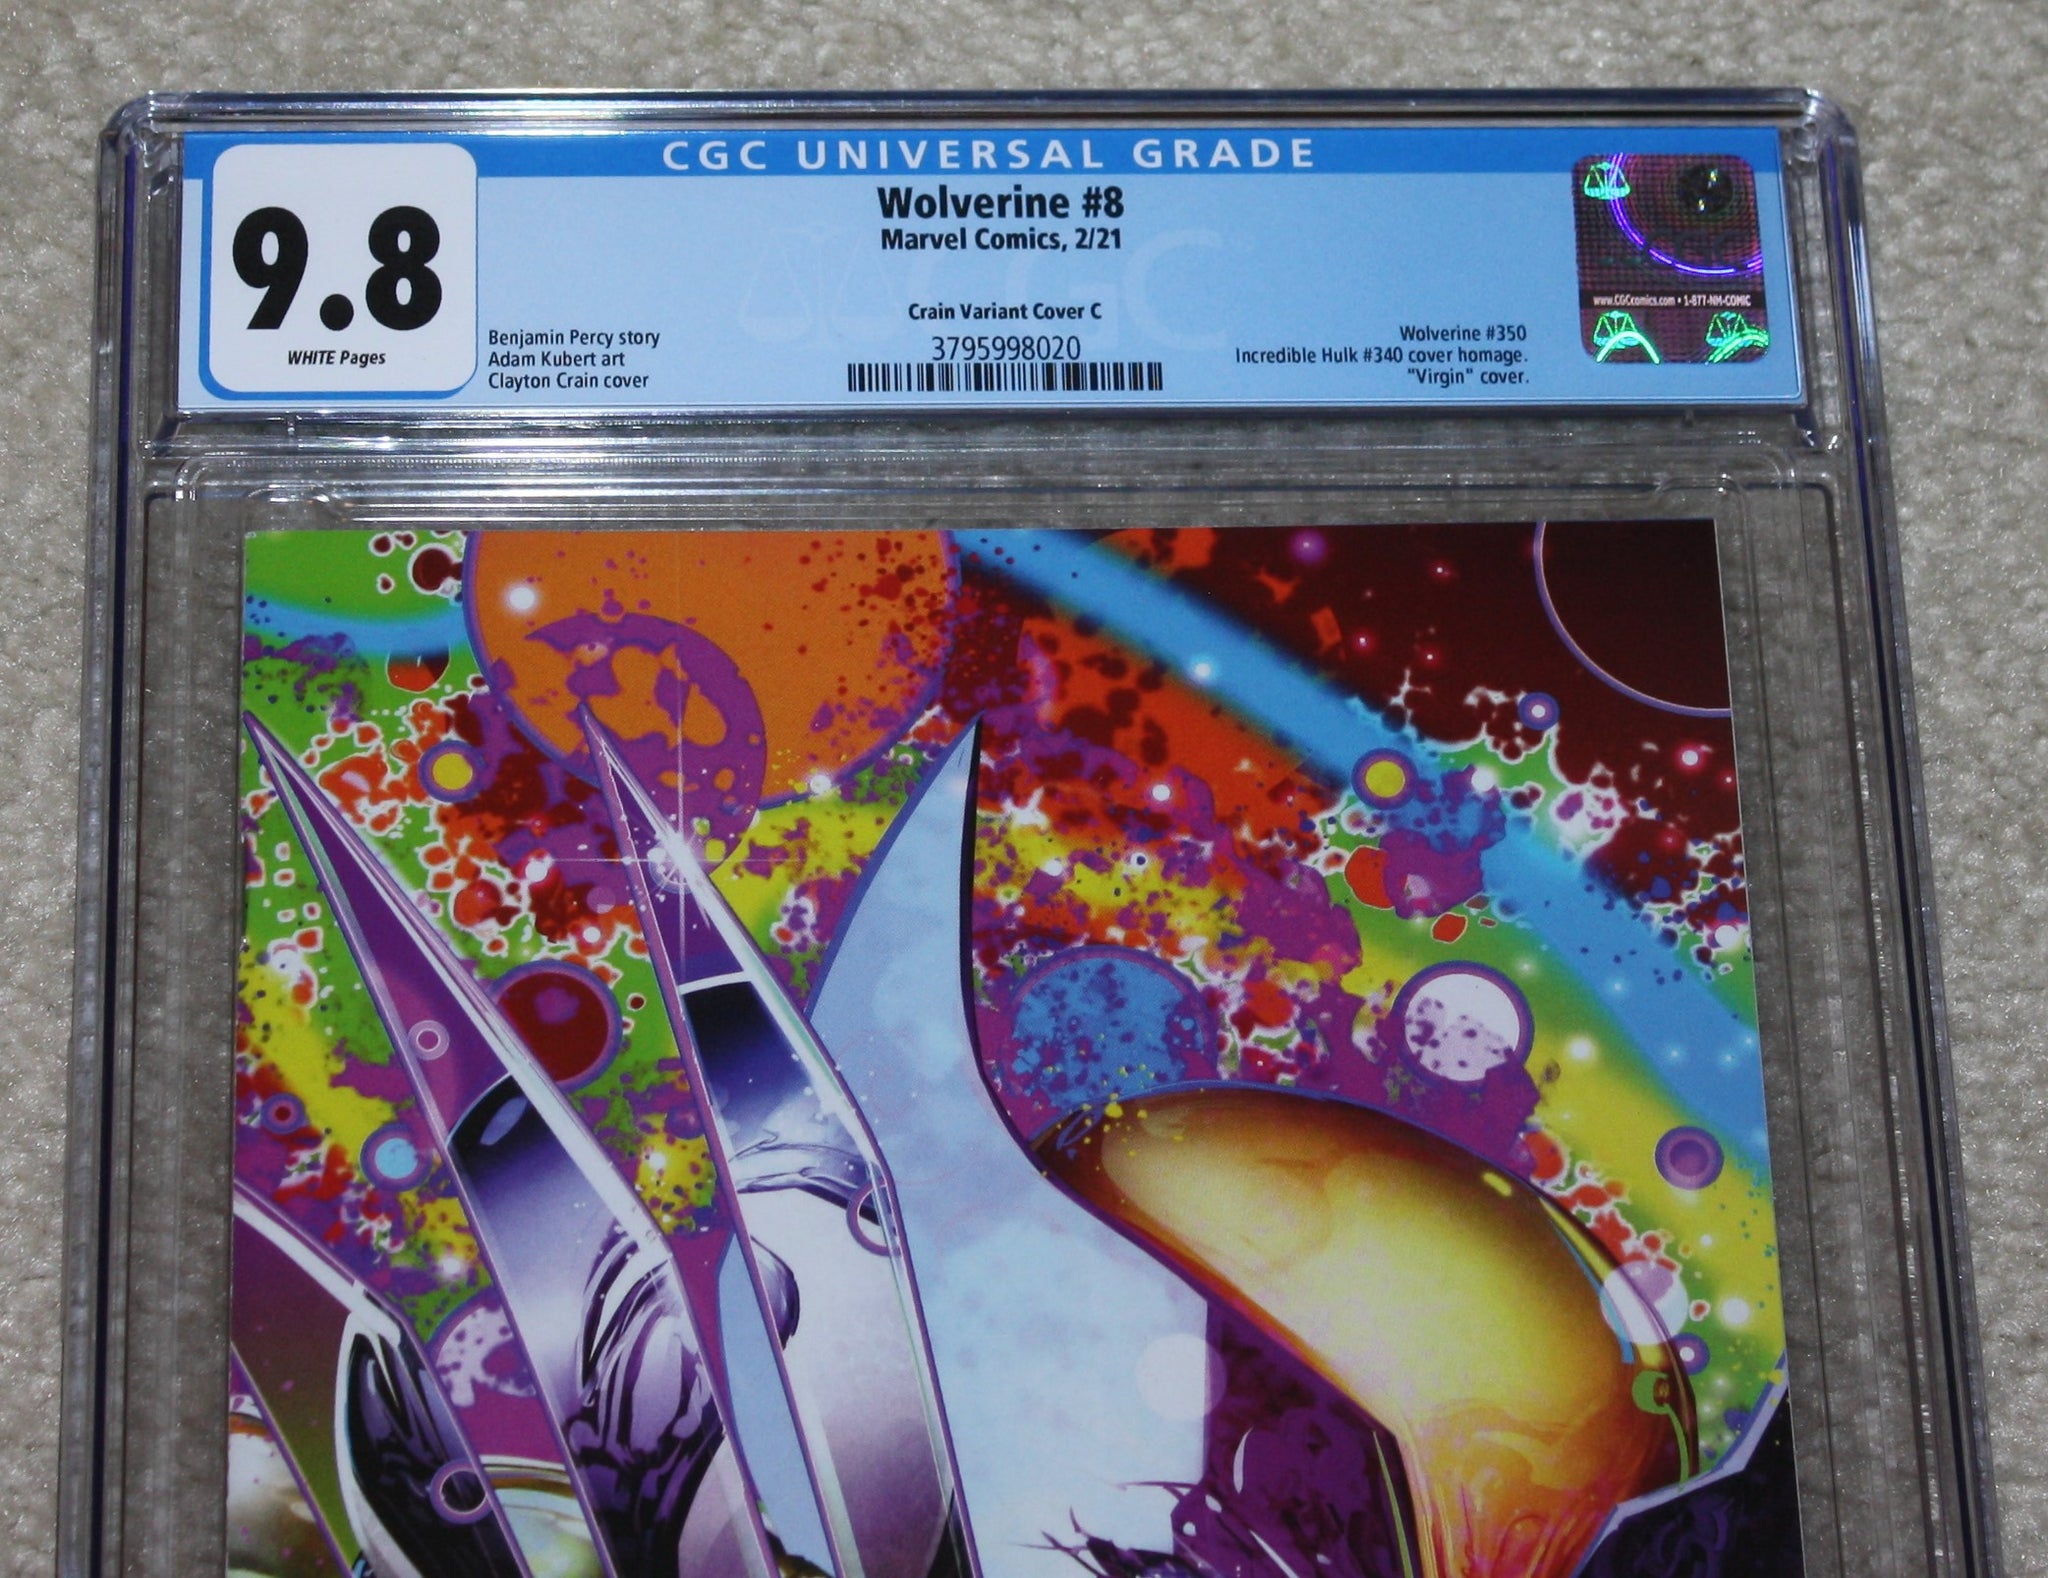 CGC UNIVERSAL GRADE
9.8
WHITE Pages
Wolverine #8
Marvel Comics, 2/21
Crain Variant Cover C
3795998020
Benjamin Percy story
Adam Kubert art
Clayton Crain cover
Wolverine #350
Incredible Hulk #340 cover homage.
"Virgin" cover.
www.CGCcomics.com • 1-877-NM-COMIC
CGC